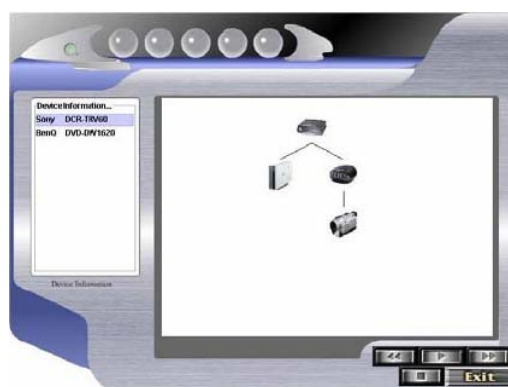 Device Information...
Sony DCR-TRV60
BenQ DVD-DW1620
Device Information
Exit